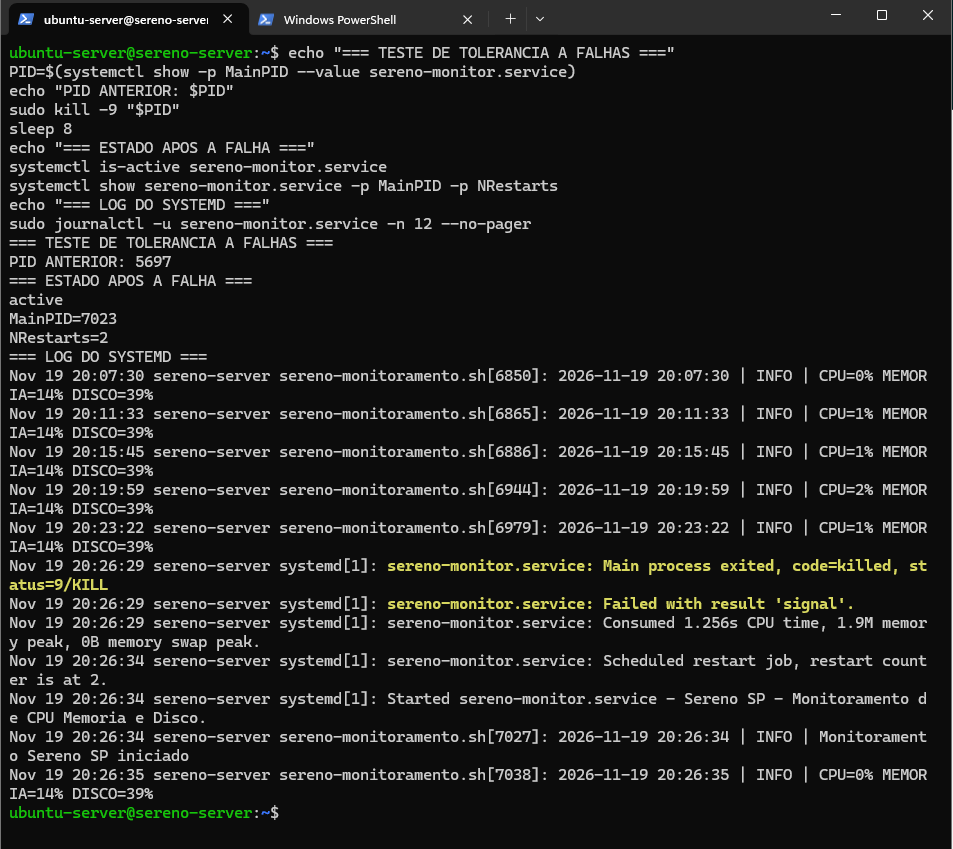 ubuntu-server@sereno-server
Windows PowerShell
ubuntu-server@sereno-server:~$ echo "=== TESTE DE TOLERANCIA A FALHAS ==="
PID=$(systemctl show -p MainPID --value sereno-monitor.service)
echo "PID ANTERIOR: $PID"
sudo kill -9 "$PID"
sleep 8
echo "=== ESTADO APOS A FALHA ==="
systemctl is-active sereno-monitor.service
systemctl show sereno-monitor.service -p MainPID -p NRestarts
echo "=== LOG DO SYSTEMD ==="
sudo journalctl -u sereno-monitor.service -n 12 --no-pager
=== TESTE DE TOLERANCIA A FALHAS ===
PID ANTERIOR: 5697
=== ESTADO APOS A FALHA ===
active
MainPID=7023
NRestarts=2
=== LOG DO SYSTEMD ===
Nov 19 20:07:30 sereno-server sereno-monitoramento.sh[6850]: 2026-11-19 20:07:30 | INFO | CPU=0% MEMOR
IA=14% DISCO=39%
Nov 19 20:11:33 sereno-server sereno-monitoramento.sh[6865]: 2026-11-19 20:11:33 | INFO | CPU=1% MEMOR
IA=14% DISCO=39%
Nov 19 20:15:45 sereno-server sereno-monitoramento.sh[6886]: 2026-11-19 20:15:45 | INFO | CPU=1% MEMOR
IA=14% DISCO=39%
Nov 19 20:19:59 sereno-server sereno-monitoramento.sh[6944]: 2026-11-19 20:19:59 | INFO | CPU=2% MEMOR
IA=14% DISCO=39%
Nov 19 20:23:22 sereno-server sereno-monitoramento.sh[6979]: 2026-11-19 20:23:22 | INFO | CPU=1% MEMOR
IA=14% DISCO=39%
Nov 19 20:26:29 sereno-server systemd[1]: sereno-monitor.service: Main process exited, code=killed, st
atus=9/KILL
Nov 19 20:26:29 sereno-server systemd[1]: sereno-monitor.service: Failed with result 'signal'.
Nov 19 20:26:29 sereno-server systemd[1]: sereno-monitor.service: Consumed 1.256s CPU time, 1.9M memor
y peak, 0B memory swap peak.
Nov 19 20:26:34 sereno-server systemd[1]: sereno-monitor.service: Scheduled restart job, restart count
er is at 2.
Nov 19 20:26:34 sereno-server systemd[1]: Started sereno-monitor.service - Sereno SP - Monitoramento d
e CPU Memoria e Disco.
Nov 19 20:26:34 sereno-server sereno-monitoramento.sh[7027]: 2026-11-19 20:26:34 | INFO | Monitorament
o Sereno SP iniciado
Nov 19 20:26:35 sereno-server sereno-monitoramento.sh[7038]: 2026-11-19 20:26:35 | INFO | CPU=0% MEMOR
IA=14% DISCO=39%
ubuntu-server@sereno-server:~$